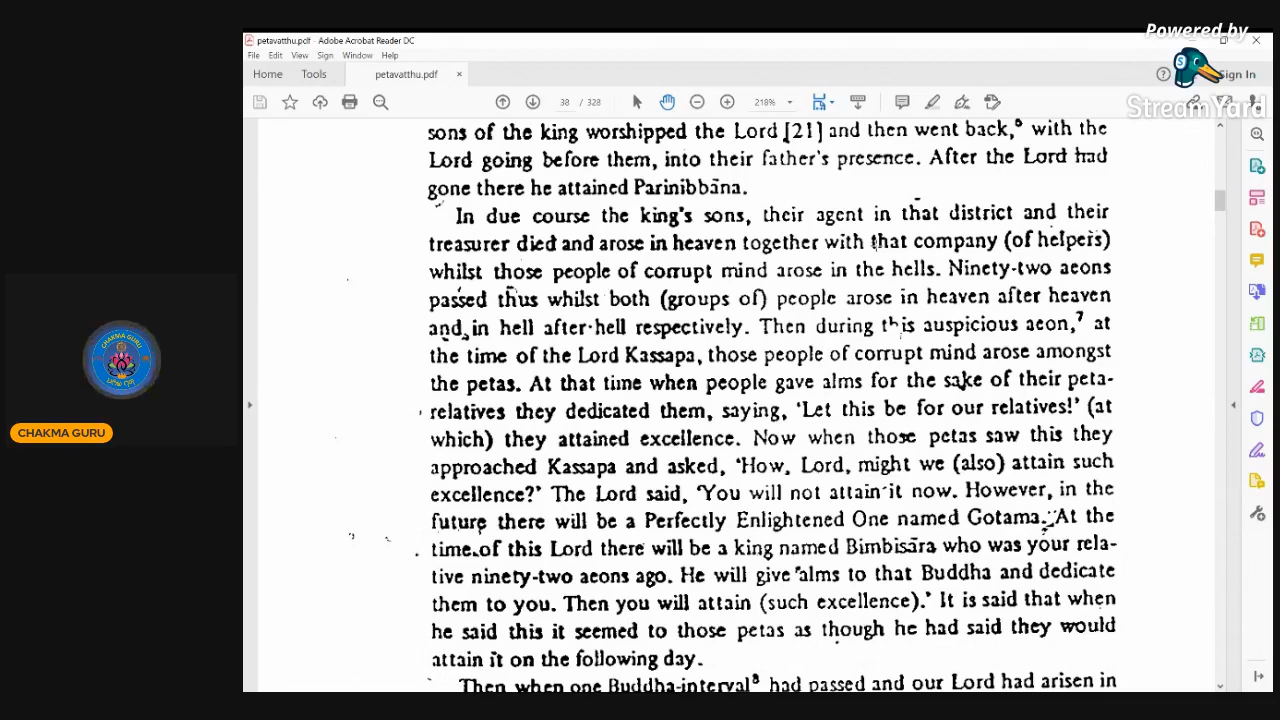 Powered by
petavatthu.pdf - Adobe Acrobat Reader DC
File Edit View Sign Window Help
Home Tools petavatthu.pdf × Sign In
StreamYard
38 / 328 218%
sons of the king worshipped the Lord [21] and then went back,⁶ with the
Lord going before them, into their father's presence. After the Lord had
gone there he attained Parinibbāna.
In due course the king's sons, their agent in that district and their
treasurer died and arose in heaven together with that company (of helpers)
whilst those people of corrupt mind arose in the hells. Ninety-two aeons
passed thus whilst both (groups of) people arose in heaven after heaven
and in hell after hell respectively. Then during this auspicious aeon,⁷ at
the time of the Lord Kassapa, those people of corrupt mind arose amongst
the petas. At that time when people gave alms for the sake of their peta-
relatives they dedicated them, saying, 'Let this be for our relatives!' (at
which) they attained excellence. Now when those petas saw this they
approached Kassapa and asked, 'How, Lord, might we (also) attain such
excellence?' The Lord said, 'You will not attain it now. However, in the
future there will be a Perfectly Enlightened One named Gotama. At the
time of this Lord there will be a king named Bimbisāra who was your rela-
tive ninety-two aeons ago. He will give alms to that Buddha and dedicate
them to you. Then you will attain (such excellence).' It is said that when
he said this it seemed to those petas as though he had said they would
attain it on the following day.
Then when one Buddha-interval⁸ had passed and our Lord had arisen in
CHAKMA GURU
CHAKMA GURU